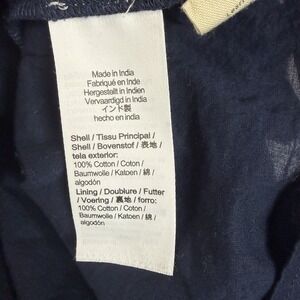 Made in India
Fabriqué en Inde
Hergestellt in Indien
Vervaardigd in India
インド製
hecho en india
Shell / Tissu Principal /
Shell / Bovenstof / 表地 /
tela exterior:
100% Cotton / Coton /
Baumwolle / Katoen / 綿 /
algodón
Lining / Doublure / Futter
/ Voering / 裏地 / forro:
100% Cotton / Coton /
Baumwolle / Katoen / 綿 /
algodón